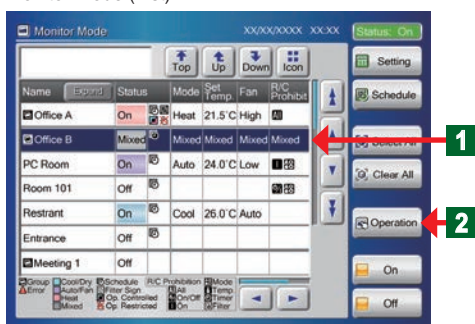 Monitor Mode XX/XX/XXXX XX:XX Status: On
Top Up Down Icon Setting
Name Expand Status Mode Set Temp. Fan R/C Prohibit
Schedule
Office A On Heat 21.5°C High
Office B Mixed Mixed Mixed Mixed Mixed 1
Select All
PC Room On Auto 24.0°C Low
Clear All
Room 101 Off
Restrant On Cool 26.0°C Auto
Operation 2
Entrance Off
Meeting 1 Off
On
Group Cool/Dry Schedule R/C Prohibition Mode
Error Auto/Fan Filter Sign All Temp.
Heat Op. Controlled On/Off Timer
Mixed Op. Restricted On Filter
Off